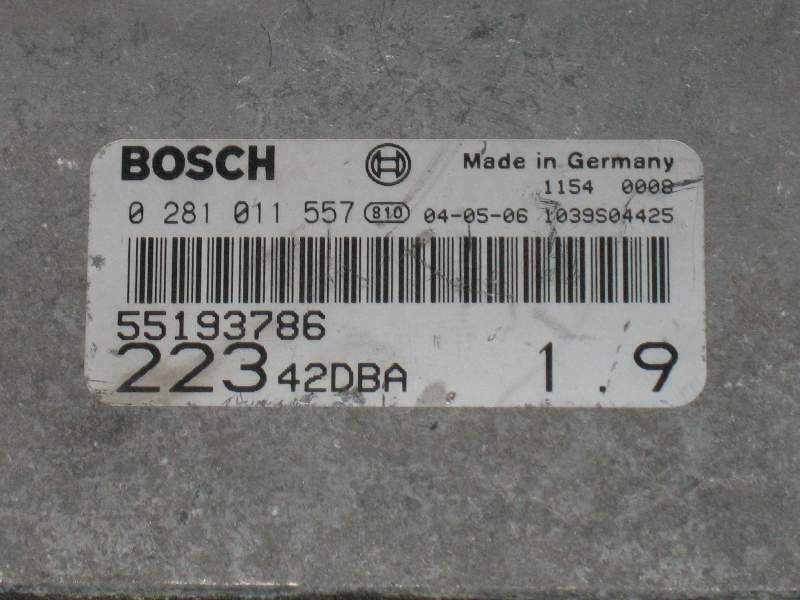 BOSCH Made in Germany
1154 0008
0 281 011 557 810 04-05-06 1039S04425
55193786
223 42DBA 1.9